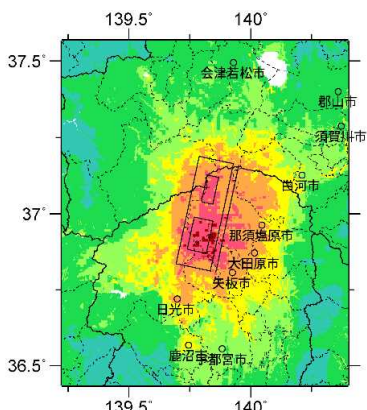 139.5° 140°
37.5°
会津若松市
郡山市
須賀川市
白河市
37°
那須塩原市
大田原市
矢板市
日光市
鹿沼市
宇都宮市
36.5°
139.5° 140°